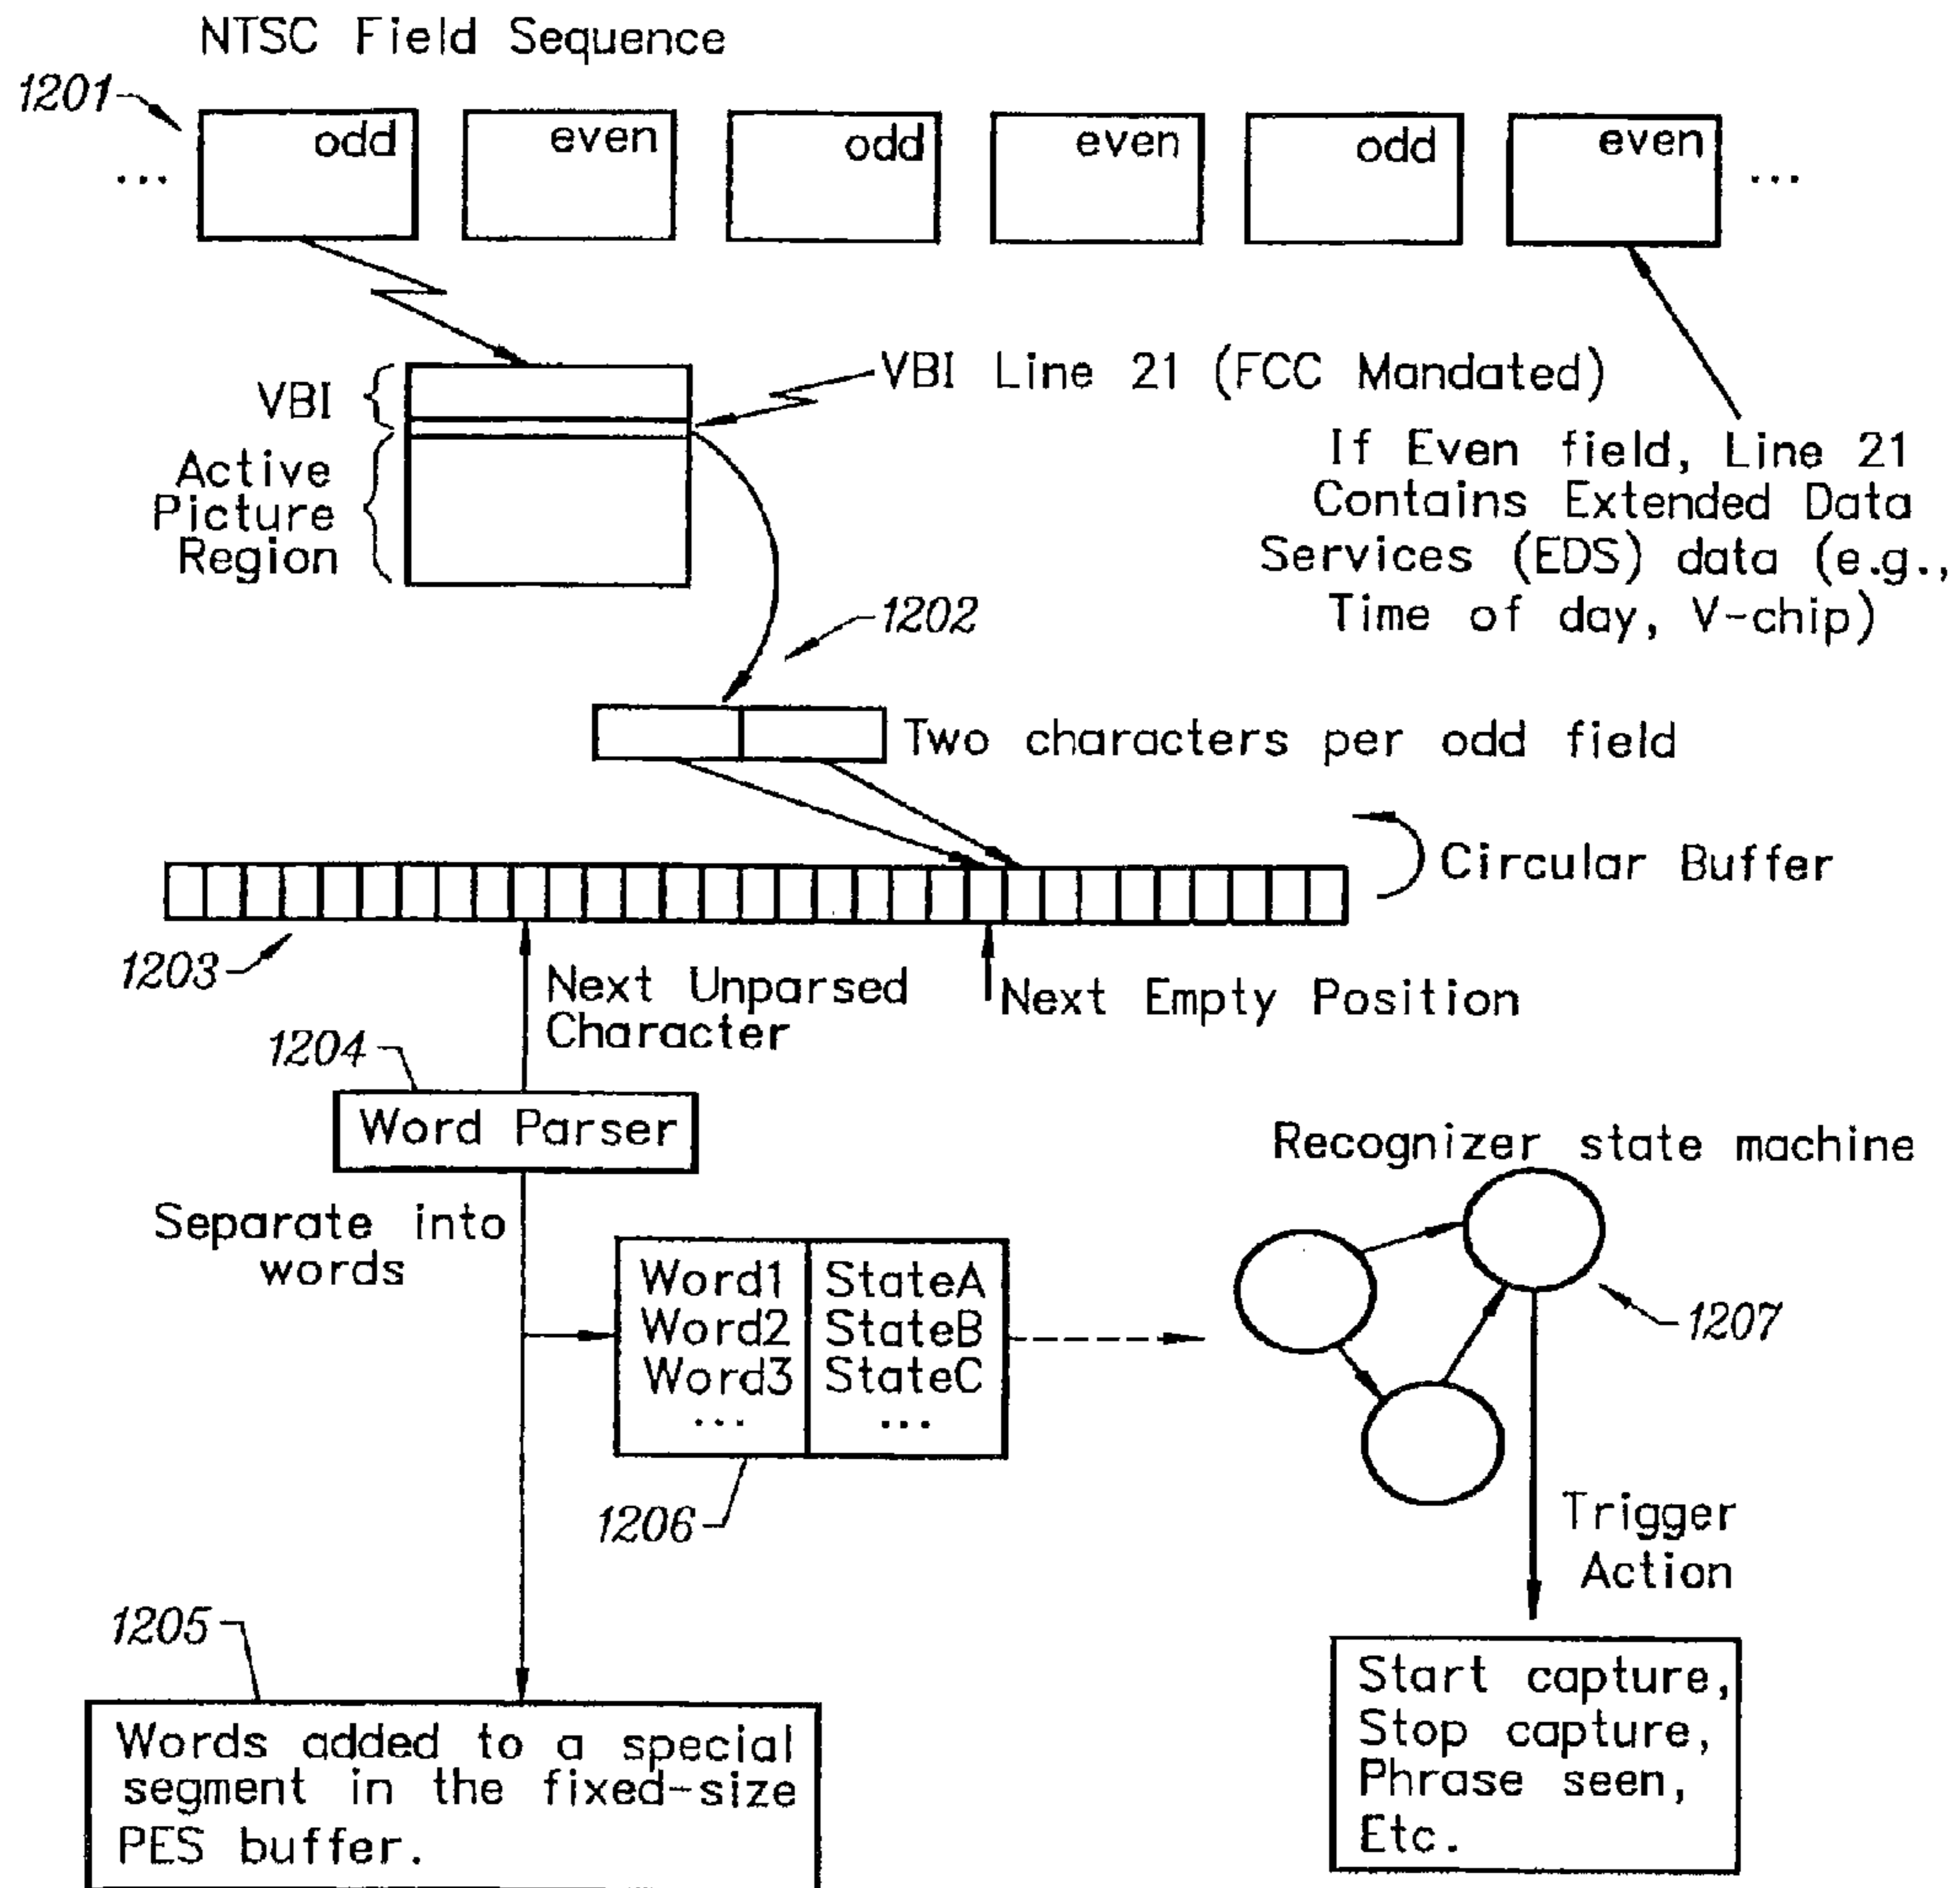 NTSC Field Sequence
1201
odd
even
odd
even
odd
even
...
...
VBI
VBI Line 21 (FCC Mandated)
Active
Picture
Region
If Even field, Line 21
Contains Extended Data
Services (EDS) data (e.g.,
Time of day, V-chip)
1202
Two characters per odd field
Circular Buffer
1203
Next Unparsed
Character
Next Empty Position
1204
Word Parser
Separate into
words
Word1 StateA
Word2 StateB
Word3 StateC
... ...
1206
Recognizer state machine
1207
Trigger
Action
1205
Words added to a special
segment in the fixed-size
PES buffer.
Start capture,
Stop capture,
Phrase seen,
Etc.